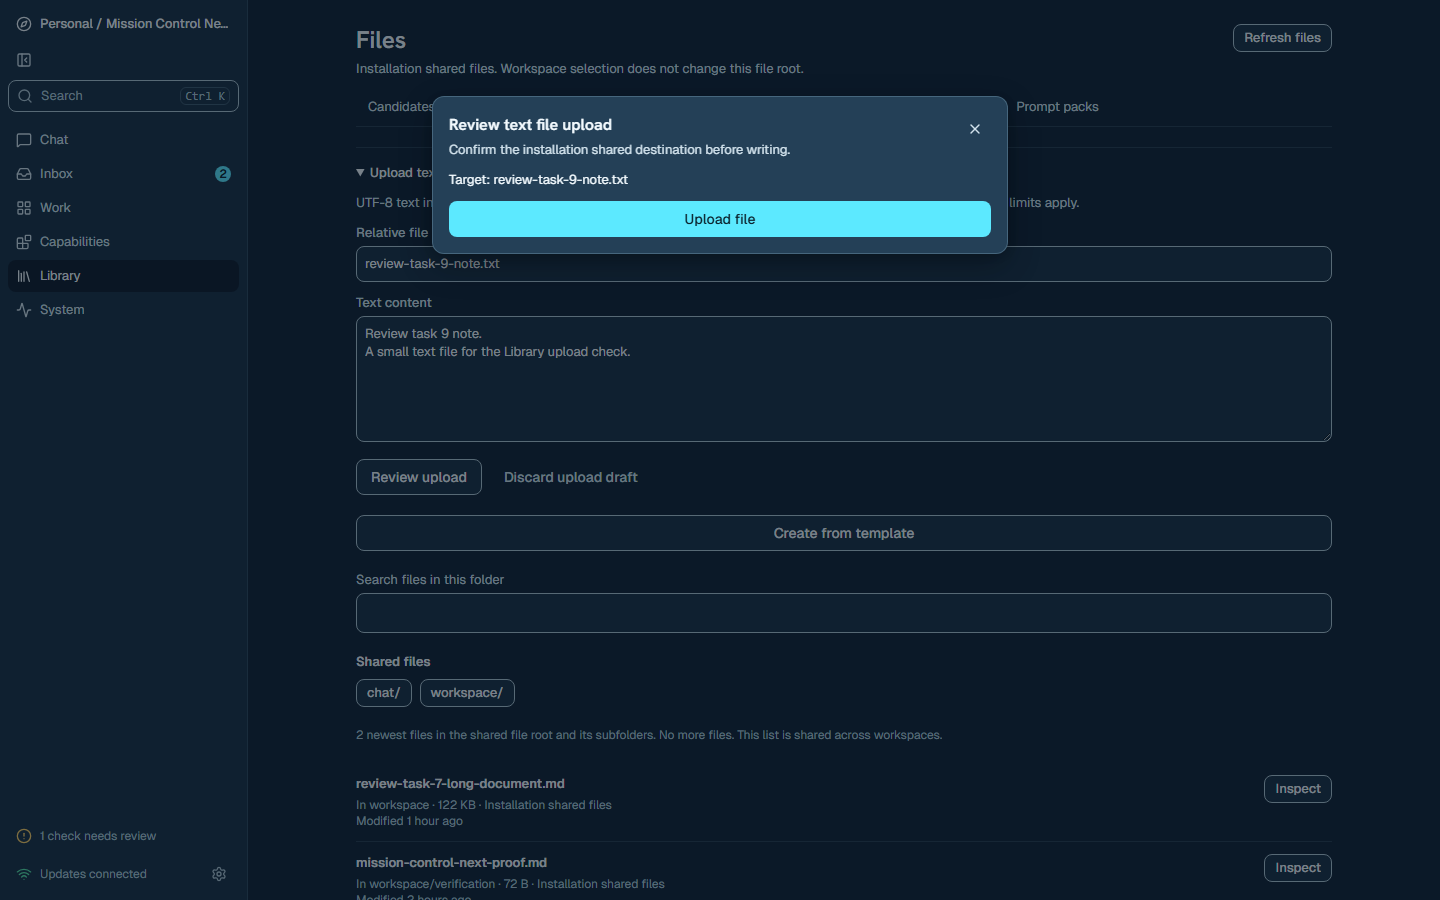 Personal / Mission Control Ne...
Search
Ctrl K
Chat
Inbox
2
Work
Capabilities
Library
System
1 check needs review
Updates connected
Files
Refresh files
Installation shared files. Workspace selection does not change this file root.
Candidates
Prompt packs
Review text file upload
Confirm the installation shared destination before writing.
Target: review-task-9-note.txt
Upload file
Upload
UTF-8 text
limits apply.
Relative file
review-task-9-note.txt
Text content
Review task 9 note.
A small text file for the Library upload check.
Review upload
Discard upload draft
Create from template
Search files in this folder
Shared files
chat/
workspace/
2 newest files in the shared file root and its subfolders. No more files. This list is shared across workspaces.
review-task-7-long-document.md
In workspace · 122 KB · Installation shared files
Modified 1 hour ago
Inspect
mission-control-next-proof.md
In workspace/verification · 72 B · Installation shared files
Modified 2 hours ago
Inspect